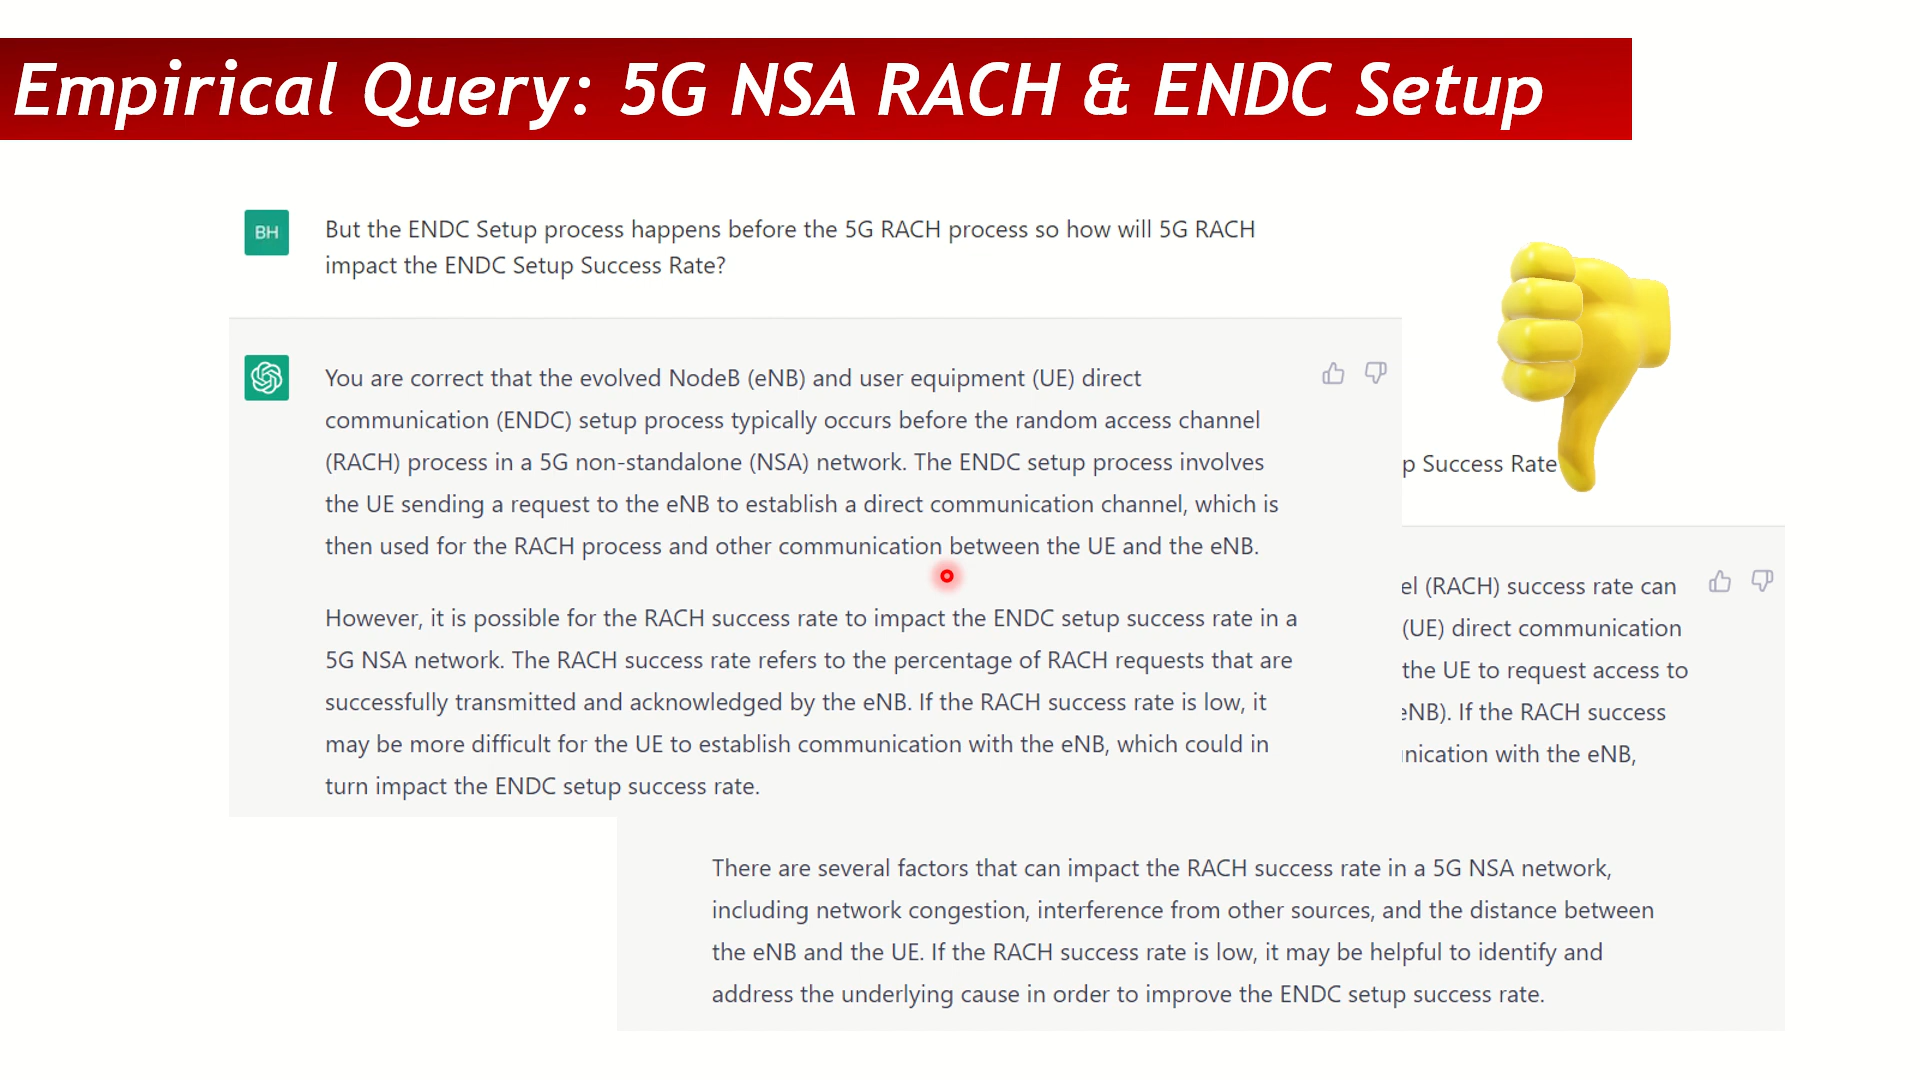 Empirical Query: 5G NSA RACH & ENDC Setup
BH
But the ENDC Setup process happens before the 5G RACH process so how will 5G RACH
impact the ENDC Setup Success Rate?
You are correct that the evolved NodeB (eNB) and user equipment (UE) direct
communication (ENDC) setup process typically occurs before the random access channel
(RACH) process in a 5G non-standalone (NSA) network. The ENDC setup process involves
the UE sending a request to the eNB to establish a direct communication channel, which is
then used for the RACH process and other communication between the UE and the eNB.
However, it is possible for the RACH success rate to impact the ENDC setup success rate in a
5G NSA network. The RACH success rate refers to the percentage of RACH requests that are
successfully transmitted and acknowledged by the eNB. If the RACH success rate is low, it
may be more difficult for the UE to establish communication with the eNB, which could in
turn impact the ENDC setup success rate.
p Success Rate
el (RACH) success rate can
(UE) direct communication
the UE to request access to
eNB). If the RACH success
nication with the eNB,
There are several factors that can impact the RACH success rate in a 5G NSA network,
including network congestion, interference from other sources, and the distance between
the eNB and the UE. If the RACH success rate is low, it may be helpful to identify and
address the underlying cause in order to improve the ENDC setup success rate.